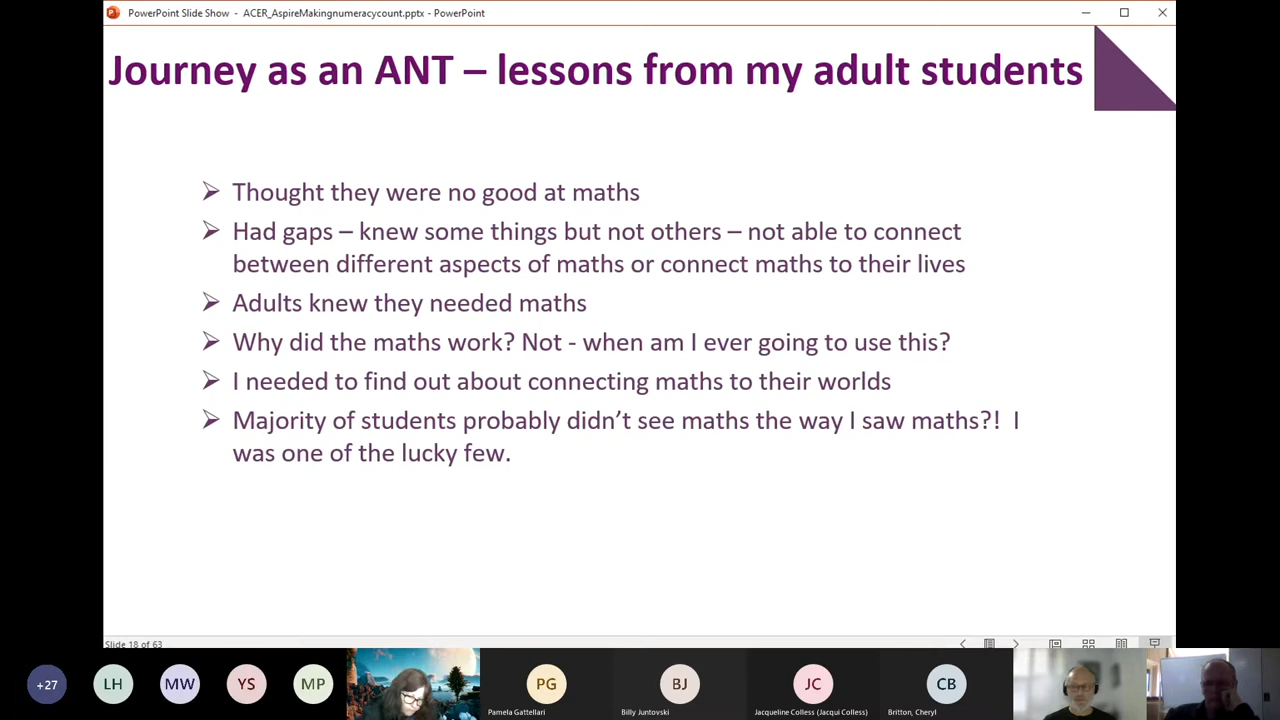 PowerPoint Slide Show - ACER_AspireMakingnumeracycount.pptx - PowerPoint
Journey as an ANT – lessons from my adult students
Thought they were no good at maths
Had gaps – knew some things but not others – not able to connect
between different aspects of maths or connect maths to their lives
Adults knew they needed maths
Why did the maths work? Not - when am I ever going to use this?
I needed to find out about connecting maths to their worlds
Majority of students probably didn’t see maths the way I saw maths?! I
was one of the lucky few.
Slide 18 of 63
+27
LH
MW
YS
MP
PG
BJ
JC
CB
Pamela Gattellari
Billy Juntovski
Jacqueline Colless (Jacqui Colless)
Britton, Cheryl